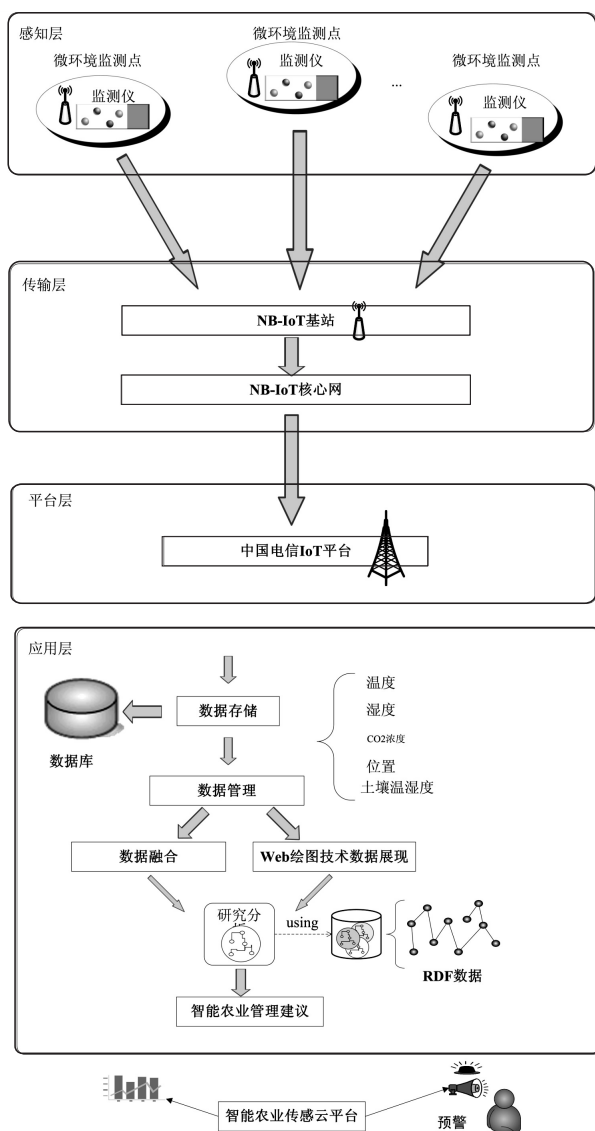 感知层
微环境监测点
监测仪
微环境监测点
监测仪
...
微环境监测点
监测仪
传输层
NB-IoT基站
NB-IoT核心网
平台层
中国电信IoT平台
应用层
数据存储
数据库
数据管理
温度
湿度
CO2浓度
位置
土壤温湿度
数据融合
Web绘图技术数据展现
研究分
using
RDF数据
智能农业管理建议
智能农业传感云平台
预警